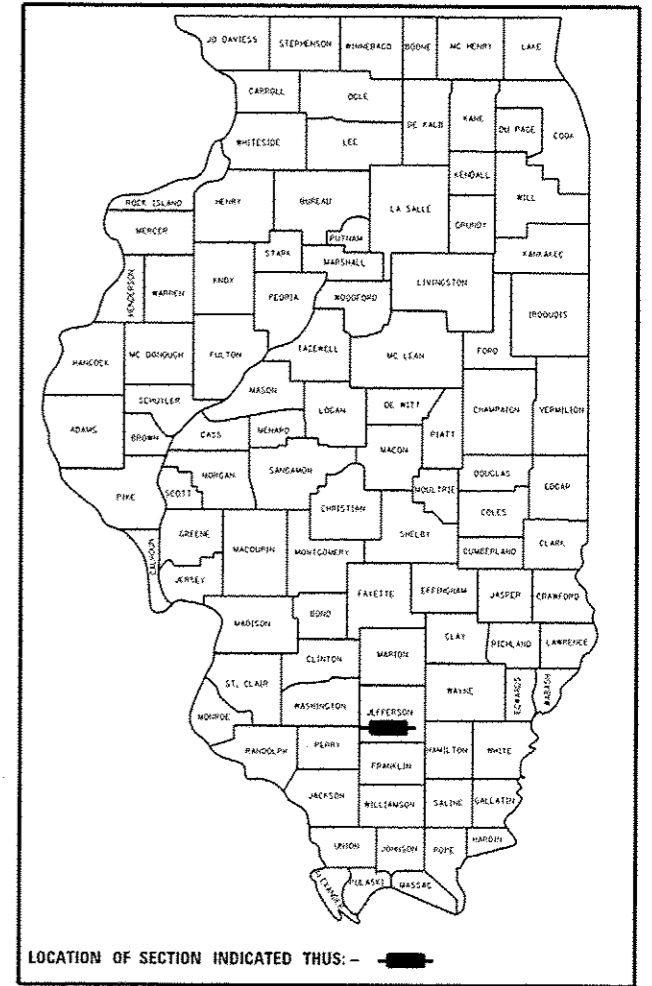 JO DAVIESS STEPHENSON WINNEBAGO BOONE MC HENRY LAKE
CARROLL OGLE DE KALB KANE DU PAGE COOK
WHITESIDE LEE
KENDALL WILL
ROCK ISLAND HENRY BUREAU LA SALLE GRUNDY
MERCER PUTNAM
STARK MARSHALL KANKAKEE
HENDERSON WARREN KNOX PEORIA WOODFORD LIVINGSTON IROQUOIS
HANCOCK MC DONOUGH FULTON TAZEWELL MC LEAN FORD
SCHUYLER MASON LOGAN DE WITT CHAMPAIGN VERMILION
ADAMS BROWN CASS MENARD MACON PIATT
PIKE SCOTT MORGAN SANGAMON MOULTRIE DOUGLAS EDGAR
CHRISTIAN COLES
CALHOUN GREENE MACOUPIN MONTGOMERY SHELBY CUMBERLAND CLARK
JERSEY FAYETTE EFFINGHAM JASPER CRAWFORD
MADISON BOND CLAY RICHLAND LAWRENCE
CLINTON MARION
ST. CLAIR WASHINGTON JEFFERSON WAYNE EDWARDS WABASH
MONROE
RANDOLPH PERRY HAMILTON WHITE
FRANKLIN
JACKSON WILLIAMSON SALINE GALLATIN
UNION JOHNSON POPE HARDIN
ALEXANDER PULASKI MASSAC
LOCATION OF SECTION INDICATED THUS: –